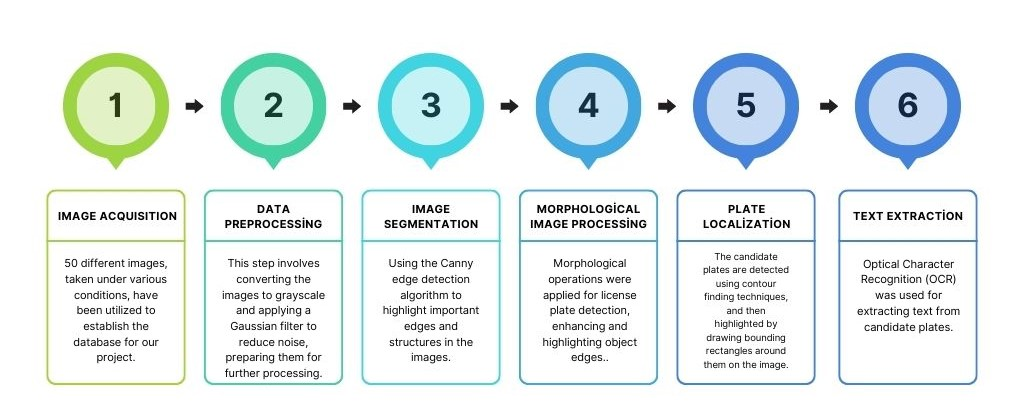 1
2
3
4
5
6
IMAGE ACQUISITION
50 different images,
taken under various
conditions, have
been utilized to
establish the
database for our
project.
DATA
PREPROCESSİNG
This step involves
converting the
images to grayscale
and applying a
Gaussian filter to
reduce noise,
preparing them for
further processing.
IMAGE
SEGMENTATION
Using the Canny
edge detection
algorithm to
highlight important
edges and
structures in the
images.
MORPHOLOGİCAL
IMAGE PROCESSİNG
Morphological
operations were
applied for license
plate detection,
enhancing and
highlighting object
edges..
PLATE
LOCALİZATİON
The candidate
plates are detected
using contour
finding techniques,
and then
highlighted by
drawing bounding
rectangles around
them on the image.
TEXT EXTRACTİON
Optical Character
Recognition (OCR)
was used for
extracting text from
candidate plates.